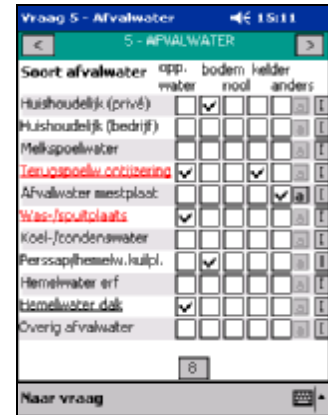 Vraag 5 - Afvalwater 15:11
< 5 - AFVALWATER >
Soort afvalwater opp. water bodem riool kelder anders
Huishoudelijk (privé)
Huishoudelijk (bedrijf)
Melkspoelwater
Terugspoelw. ontijzering
Afvalwater mestplaat a
Was-/spuitplaats
Koel-/condenswater
Perssap/hemelw. kuilpl.
Hemelwater erf
Hemelwater dak
Overig afvalwater
8
Naar vraag